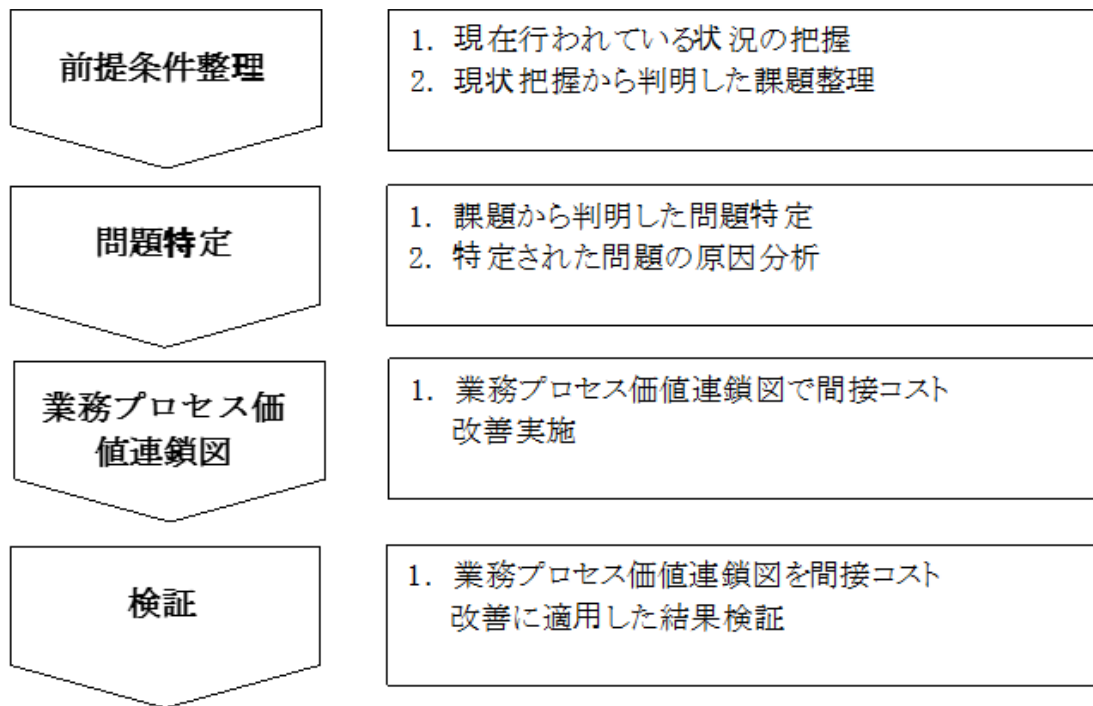 前提条件整理
1. 現在行われている状況の把握
2. 現状把握から判明した課題整理
問題特定
1. 課題から判明した問題特定
2. 特定された問題の原因分析
業務プロセス価
値連鎖図
1. 業務プロセス価値連鎖図で間接コスト
改善実施
検証
1. 業務プロセス価値連鎖図を間接コスト
改善に適用した結果検証